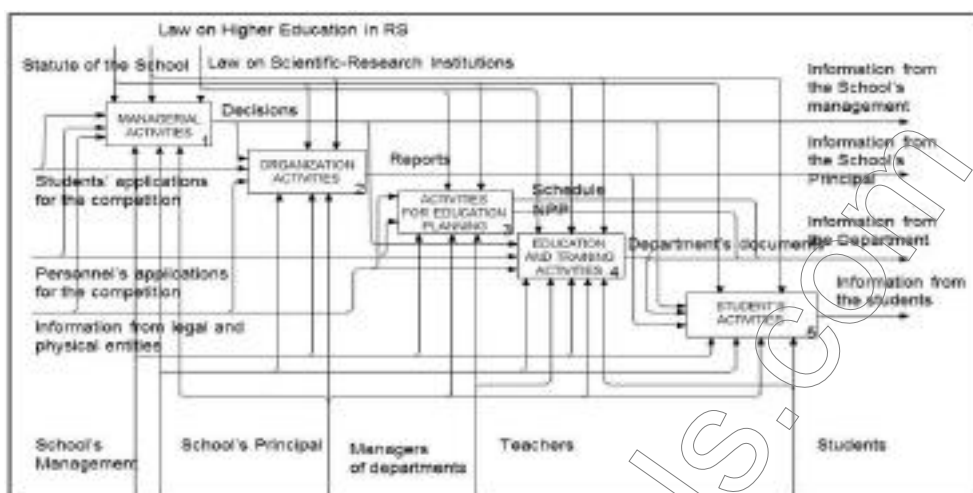 Law on Higher Education in RS
Statute of the School
Law on Scientific-Research Institutions
Information from
the School's
management
MANAGERIAL
ACTIVITIES
1
Decisions
ORGANIZATION
ACTIVITIES
2
Reports
Information from
the School's
Principal
Students' applications
for the competition
ACTIVITIES
FOR EDUCATION
PLANNING
3
Schedule
NPP
EDUCATION
AND TRAINING
ACTIVITIES
4
Department's documents
Information from
the Department
Personnel's applications
for the competition
STUDENT'S
ACTIVITIES
5
Information from
the students
Information from legal and
physical entities
School's
Management
School's Principal
Managers
of departments
Teachers
Students
ls.com